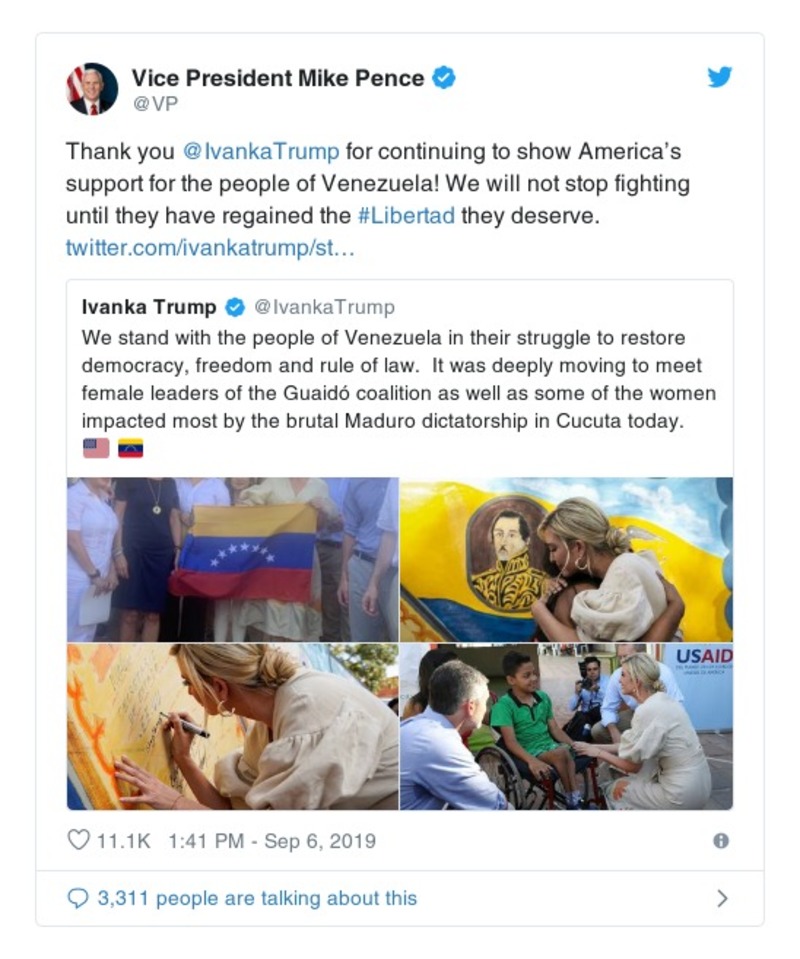 Vice President Mike Pence
@VP
Thank you @IvankaTrump for continuing to show America's
support for the people of Venezuela! We will not stop fighting
until they have regained the #Libertad they deserve.
twitter.com/ivankatrump/st…
Ivanka Trump @IvankaTrump
We stand with the people of Venezuela in their struggle to restore
democracy, freedom and rule of law.  It was deeply moving to meet
female leaders of the Guaidó coalition as well as some of the women
impacted most by the brutal Maduro dictatorship in Cucuta today.
USAID
11.1K 1:41 PM - Sep 6, 2019
3,311 people are talking about this